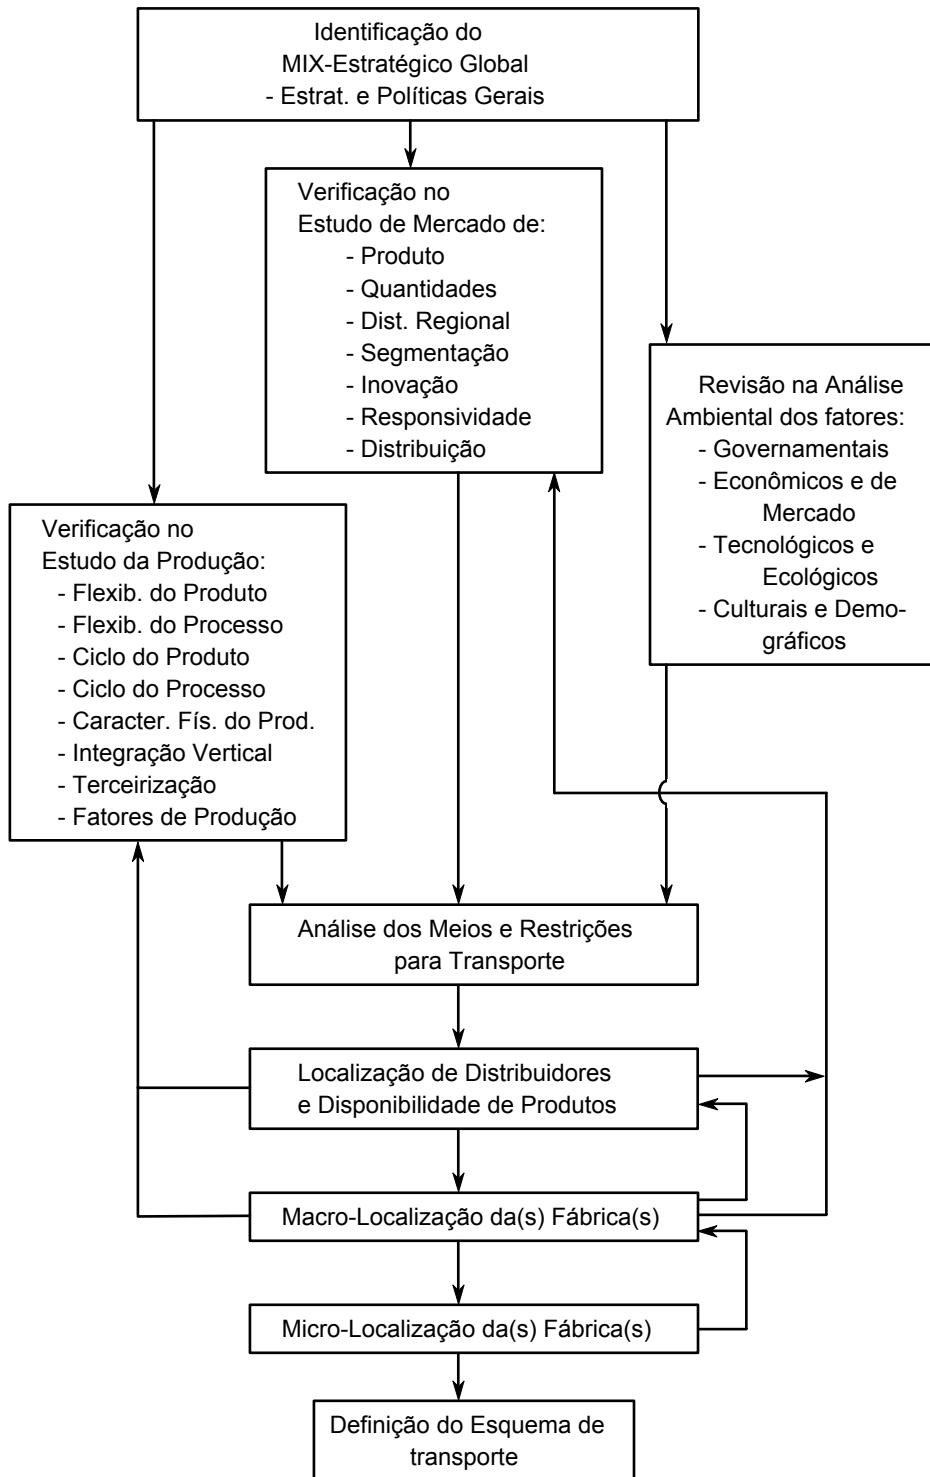 Identificação do
MIX-Estratégico Global
- Estrat. e Políticas Gerais
Verificação no
Estudo de Mercado de:
- Produto
- Quantidades
- Dist. Regional
- Segmentação
- Inovação
- Responsividade
- Distribuição
Revisão na Análise
Ambiental dos fatores:
- Governamentais
- Econômicos e de
Mercado
- Tecnológicos e
Ecológicos
- Culturais e Demo-
gráficos
Verificação no
Estudo da Produção:
- Flexib. do Produto
- Flexib. do Processo
- Ciclo do Produto
- Ciclo do Processo
- Caracter. Fís. do Prod.
- Integração Vertical
- Terceirização
- Fatores de Produção
Análise dos Meios e Restrições
para Transporte
Localização de Distribuidores
e Disponibilidade de Produtos
Macro-Localização da(s) Fábrica(s)
Micro-Localização da(s) Fábrica(s)
Definição do Esquema de
transporte